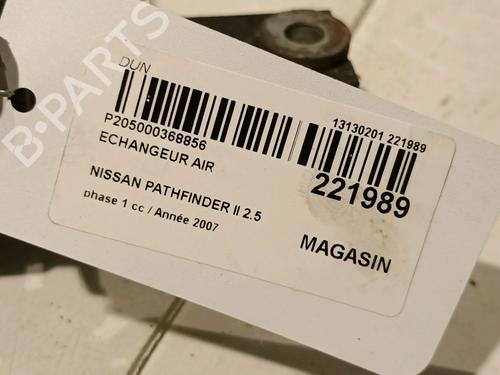 DUN
13130201 221989
P205000368856
ECHANGEUR AIR
221989
NISSAN PATHFINDER II 2.5
phase 1 cc / Année 2007
MAGASIN
B-PARTS